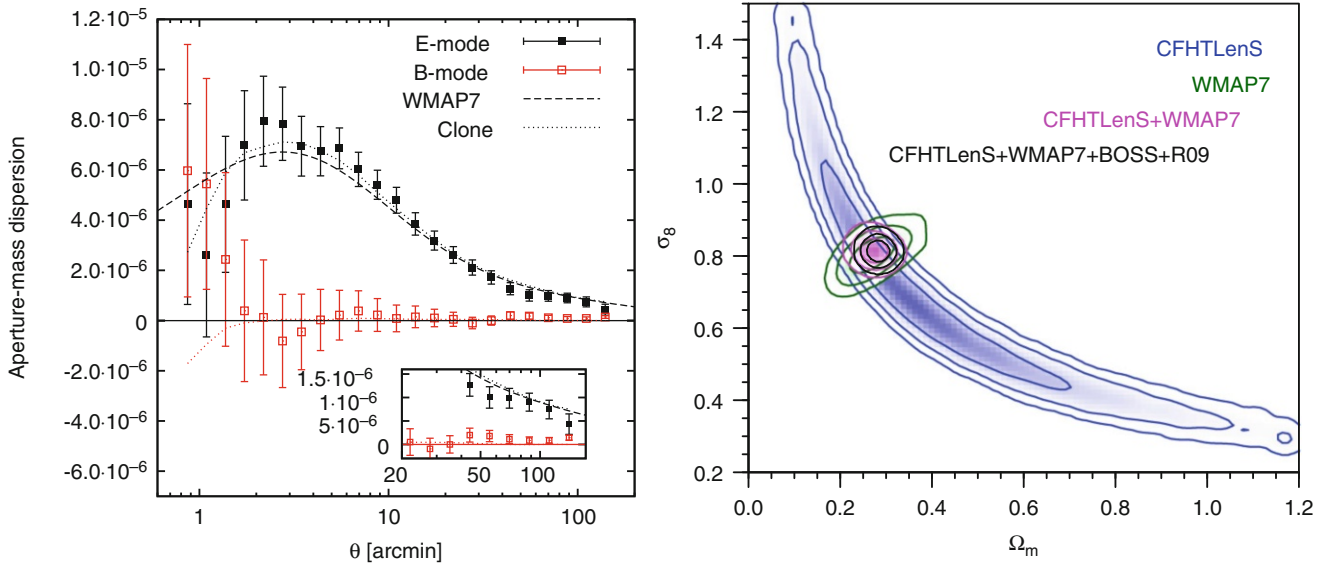 Aperture-mass dispersion
1.2·10⁻⁵
1.0·10⁻⁵
8.0·10⁻⁶
6.0·10⁻⁶
4.0·10⁻⁶
2.0·10⁻⁶
0
-2.0·10⁻⁶
-4.0·10⁻⁶
-6.0·10⁻⁶
E-mode
B-mode
WMAP7
Clone
1.5·10⁻⁶
1·10⁻⁶
5·10⁻⁶
0
20 50 100
1 10 100
θ [arcmin]
σ₈
1.4
1.2
1.0
0.8
0.6
0.4
0.2
CFHTLenS
WMAP7
CFHTLenS+WMAP7
CFHTLenS+WMAP7+BOSS+R09
0.0 0.2 0.4 0.6 0.8 1.0 1.2
Ωₘ